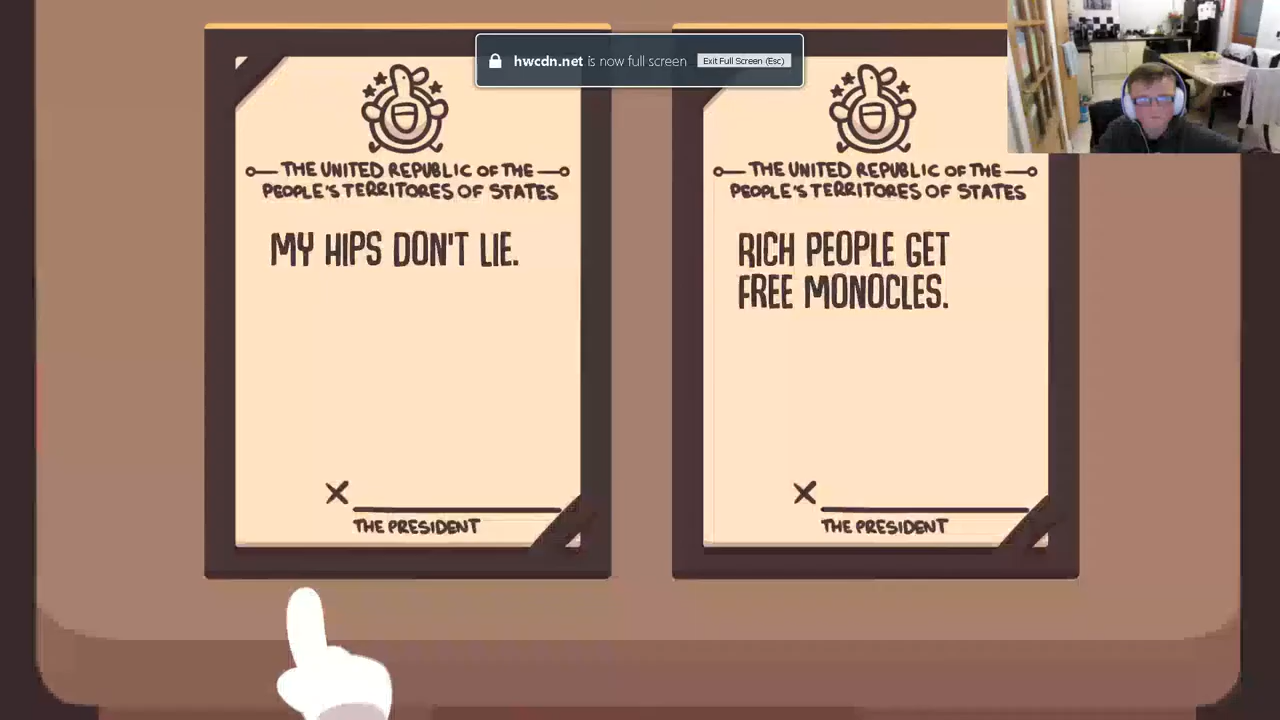 hwcdn.net is now full screen Exit Full Screen (Esc)
THE UNITED REPUBLIC OF THE
PEOPLE'S TERRITORES OF STATES
MY HIPS DON'T LIE.
THE PRESIDENT
THE UNITED REPUBLIC OF THE
PEOPLE'S TERRITORES OF STATES
RICH PEOPLE GET
FREE MONOCLES.
THE PRESIDENT